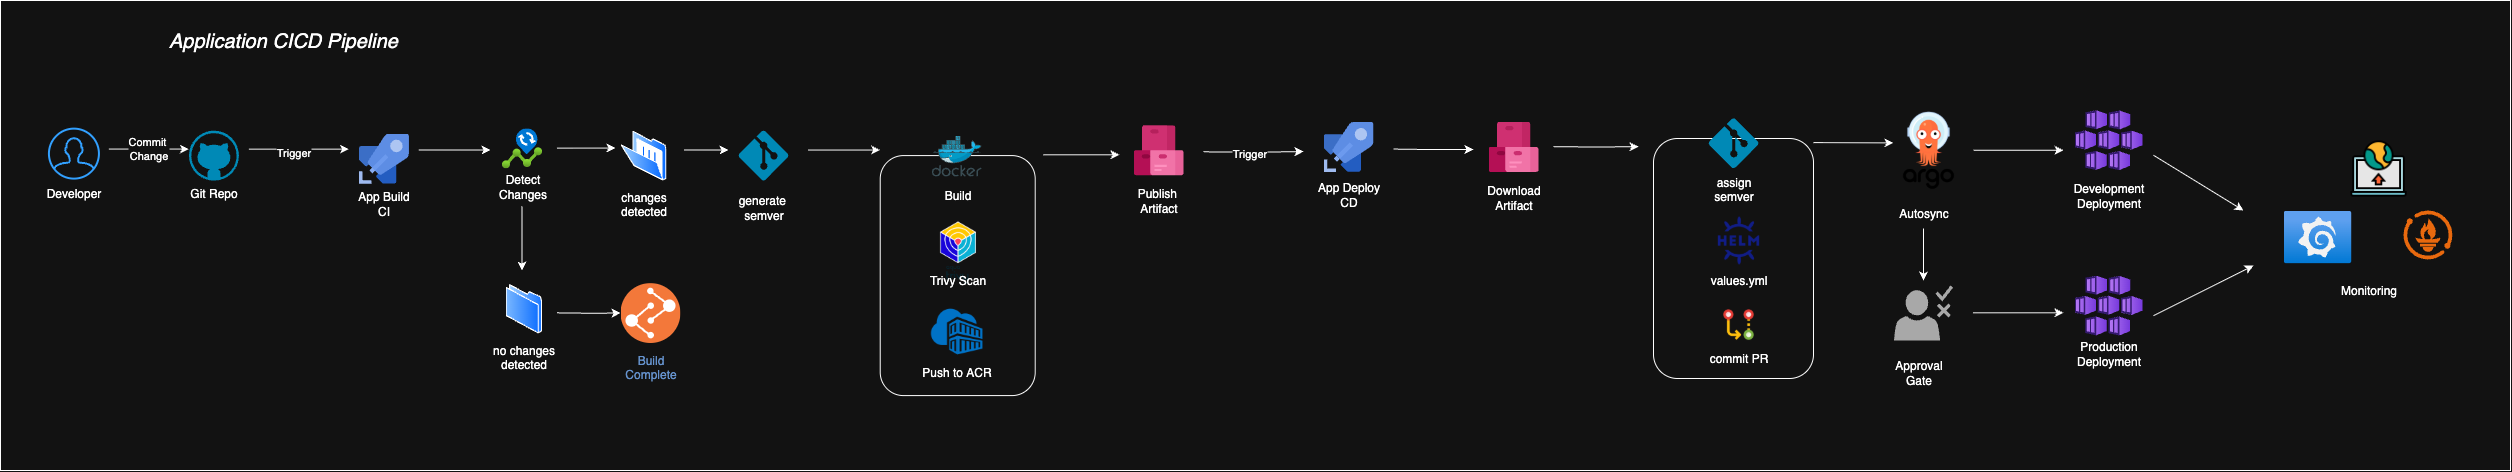 Application CICD Pipeline
Developer
Commit
Change
Git Repo
Trigger
App Build
CI
Detect
Changes
changes
detected
no changes
detected
Build
Complete
generate
semver
docker
Build
Trivy Scan
Push to ACR
Publish
Artifact
Trigger
App Deploy
CD
Download
Artifact
assign
semver
HELM
values.yml
commit PR
argo
Autosync
Approval
Gate
Development
Deployment
Production
Deployment
Monitoring